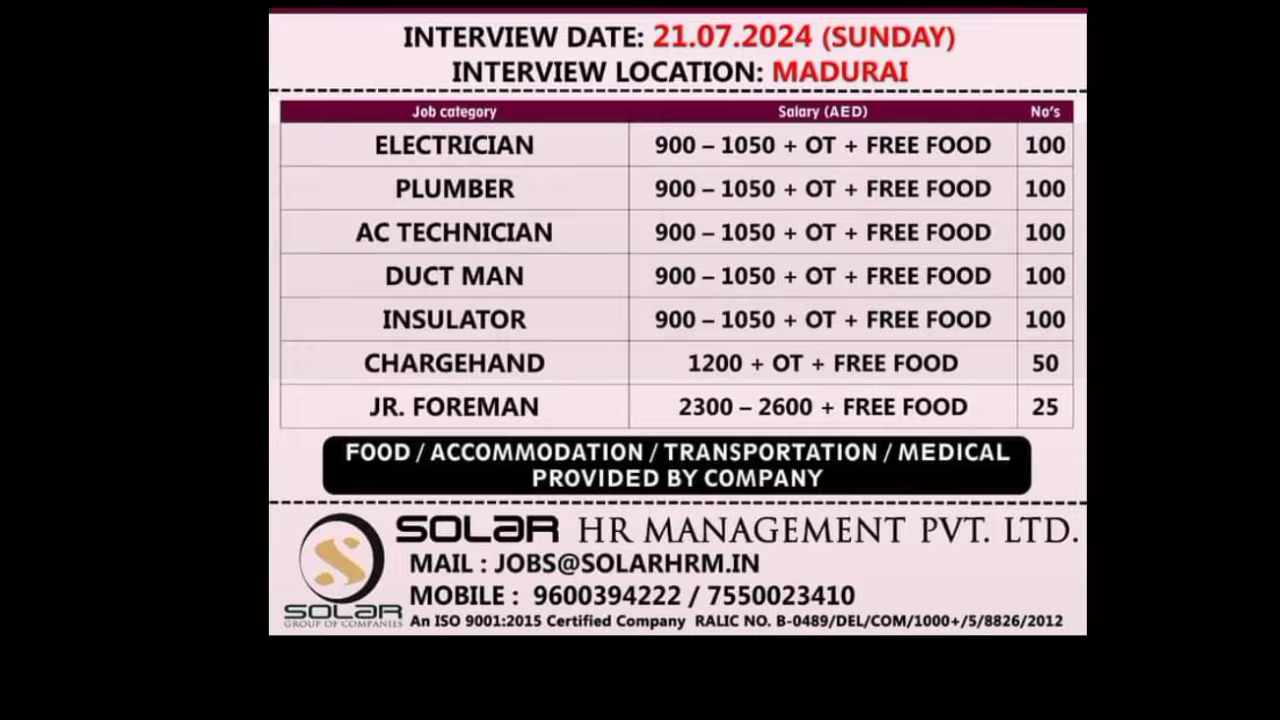 INTERVIEW DATE: 21.07.2024 (SUNDAY)
INTERVIEW LOCATION: MADURAI
Job category Salary (AED) No's
ELECTRICIAN 900 – 1050 + OT + FREE FOOD 100
PLUMBER 900 – 1050 + OT + FREE FOOD 100
AC TECHNICIAN 900 – 1050 + OT + FREE FOOD 100
DUCT MAN 900 – 1050 + OT + FREE FOOD 100
INSULATOR 900 – 1050 + OT + FREE FOOD 100
CHARGEHAND 1200 + OT + FREE FOOD 50
JR. FOREMAN 2300 – 2600 + FREE FOOD 25
FOOD / ACCOMMODATION / TRANSPORTATION / MEDICAL
PROVIDED BY COMPANY
SOLAR HR MANAGEMENT PVT. LTD.
MAIL : JOBS@SOLARHRM.IN
MOBILE : 9600394222 / 7550023410
SOLAR
GROUP OF COMPANIES
An ISO 9001:2015 Certified Company RALIC NO. B-0489/DEL/COM/1000+/5/8826/2012